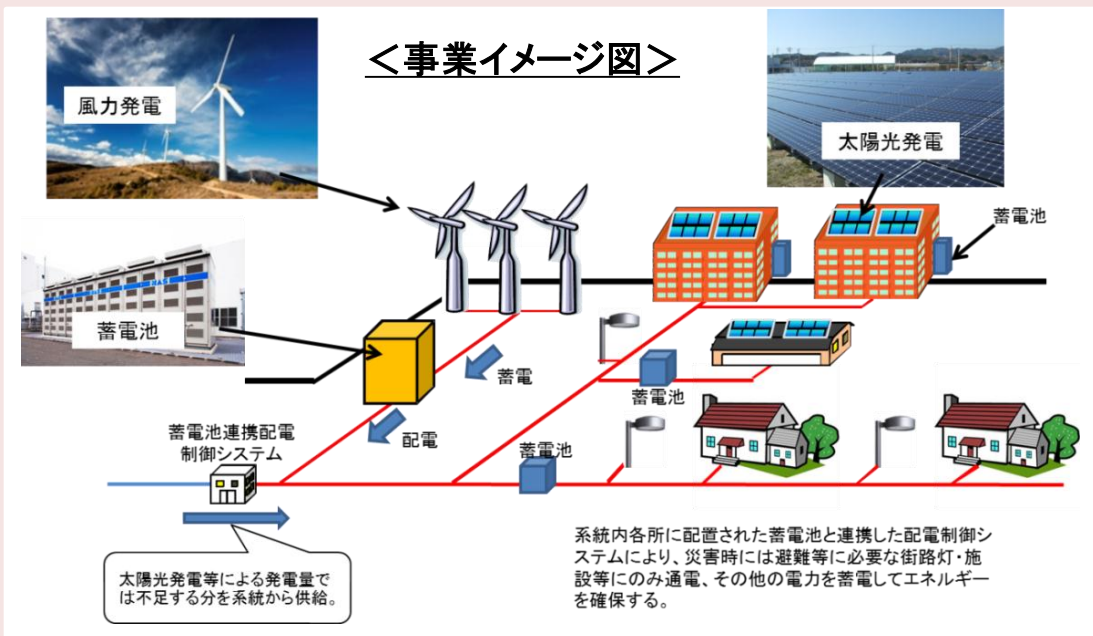 ＜事業イメージ図＞
風力発電
太陽光発電
蓄電池
蓄電池
NAS
蓄電
蓄電池
配電
蓄電池
蓄電池連携配電
制御システム
太陽光発電等による発電量で
は不足する分を系統から供給。
系統内各所に配置された蓄電池と連携した配電制御シ
ステムにより、災害時には避難等に必要な街路灯・施
設等にのみ通電、その他の電力を蓄電してエネルギー
を確保する。